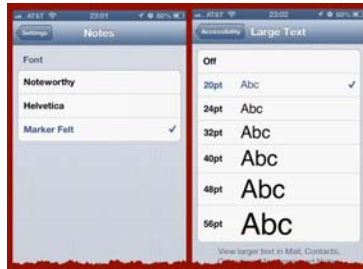 AT&T 23:01 60%
Settings Notes
Font
Noteworthy
Helvetica
Marker Felt
AT&T 23:02 60%
Accessibility Large Text
Off
20pt Abc
24pt Abc
32pt Abc
40pt Abc
48pt Abc
56pt Abc
View larger text in Mail, Contacts,